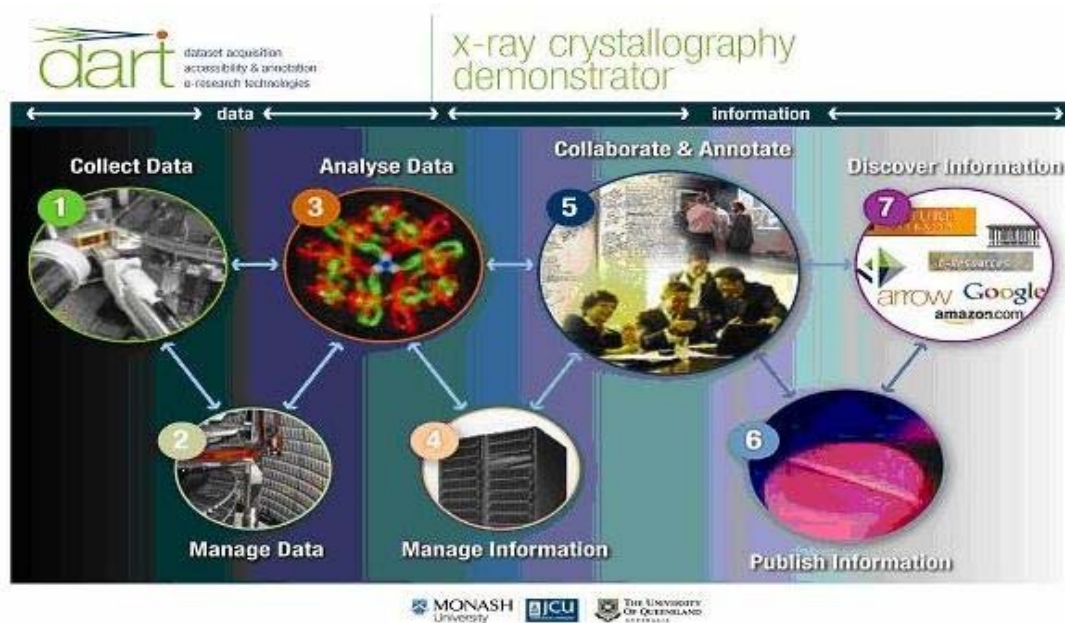 dart
dataset acquisition
accessibility & annotation
e-research technologies
x-ray crystallography
demonstrator
data
information
Collect Data
Analyse Data
Collaborate & Annotate
Discover Information
1
3
5
7
e-Resources
arrow
Google
amazon.com
2
4
6
Manage Data
Manage Information
Publish Information
MONASH
University
JCU
THE UNIVERSITY
OF QUEENSLAND
AUSTRALIA